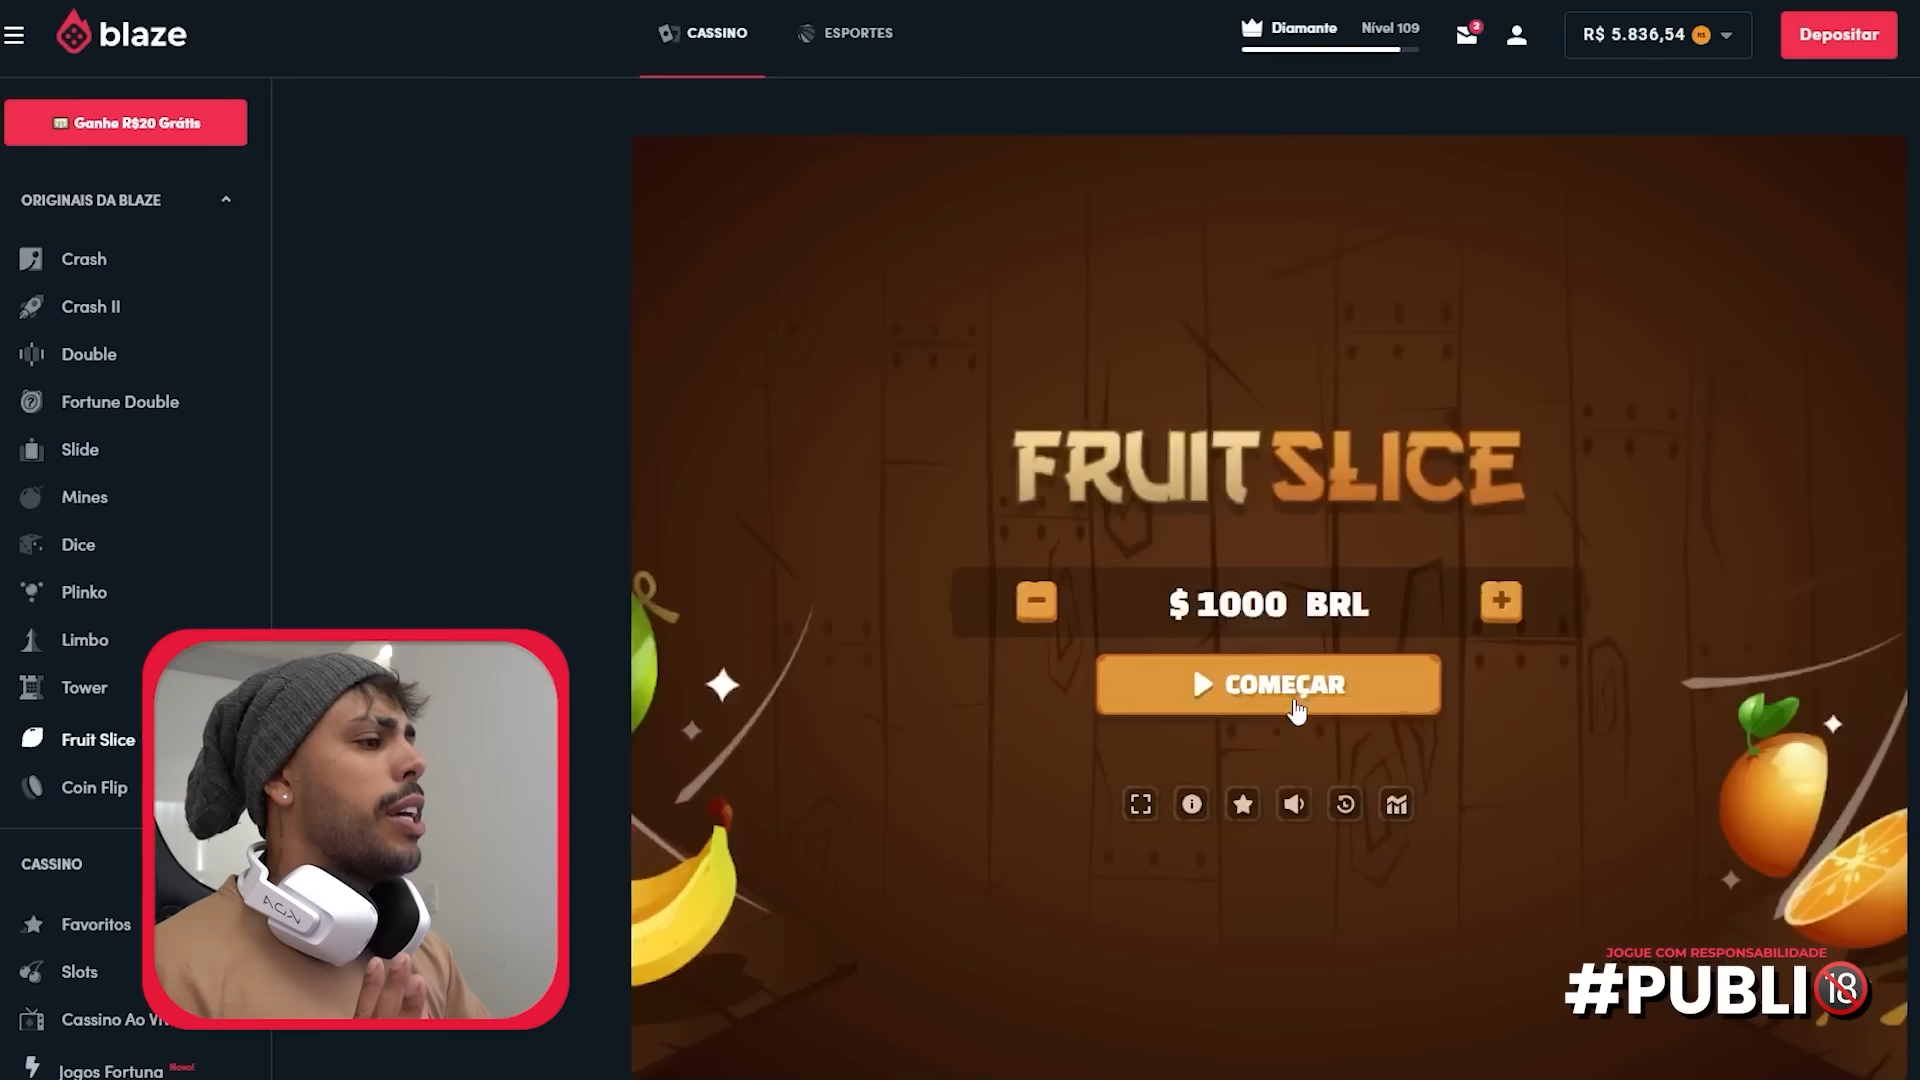 blaze
CASSINO
ESPORTES
Diamante
Nível 109
3
R$ 5.836,54
R$
Depositar
Ganhe R$20 Grátis
ORIGINAIS DA BLAZE
Crash
Crash II
Double
Fortune Double
Slide
Mines
Dice
Plinko
Limbo
Tower
Fruit Slice
Coin Flip
CASSINO
Favoritos
Slots
Cassino Ao Vi
Jogos Fortuna Novo!
FRUIT SLICE
$ 1000 BRL
COMEÇAR
JOGUE COM RESPONSABILIDADE
#PUBLI 18